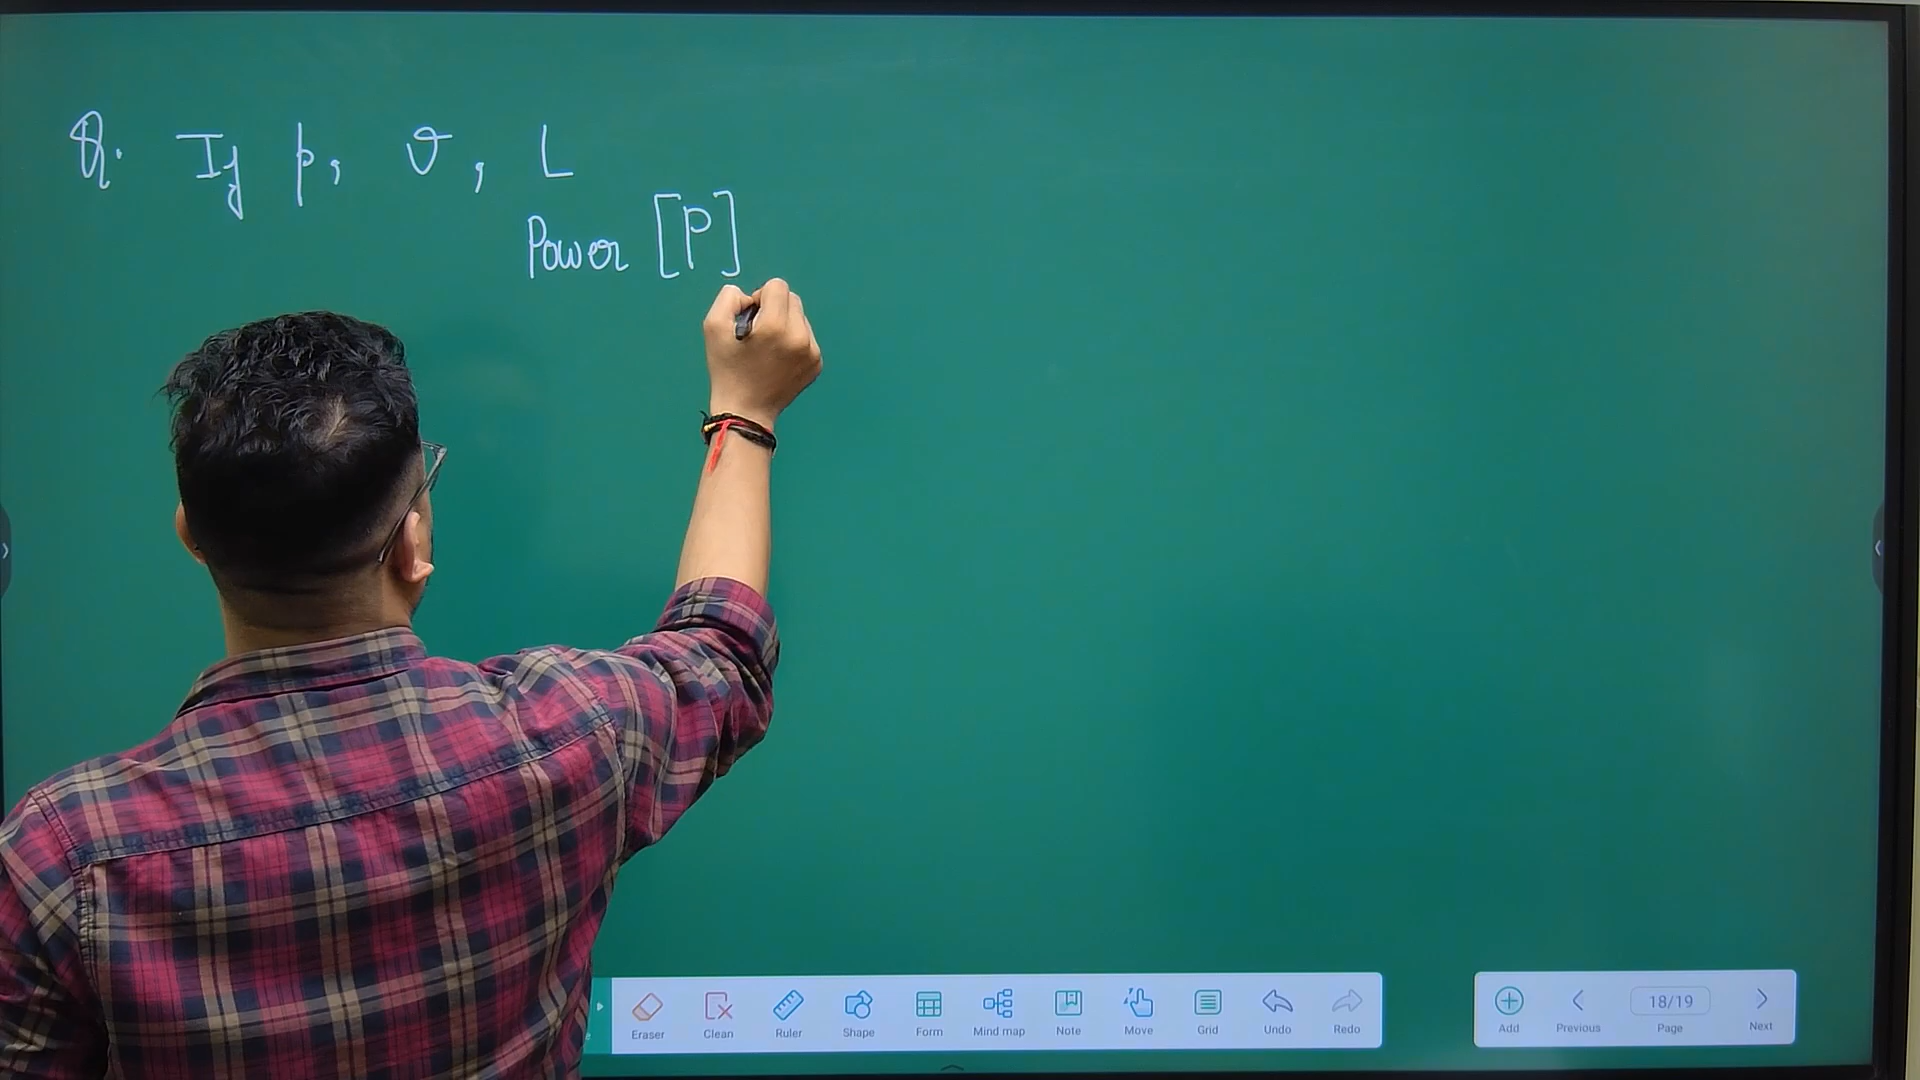 Q. If p, v, L
Power [P]
Eraser Clean Ruler Shape Form Mind map Note Move Grid Undo Redo
Add Previous 18/19 Page Next